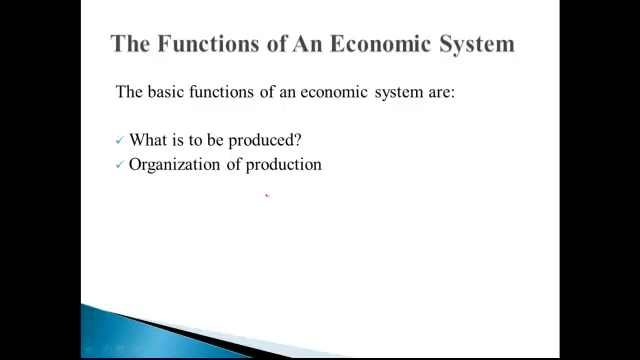 The Functions of An Economic System
The basic functions of an economic system are:
What is to be produced?
Organization of production